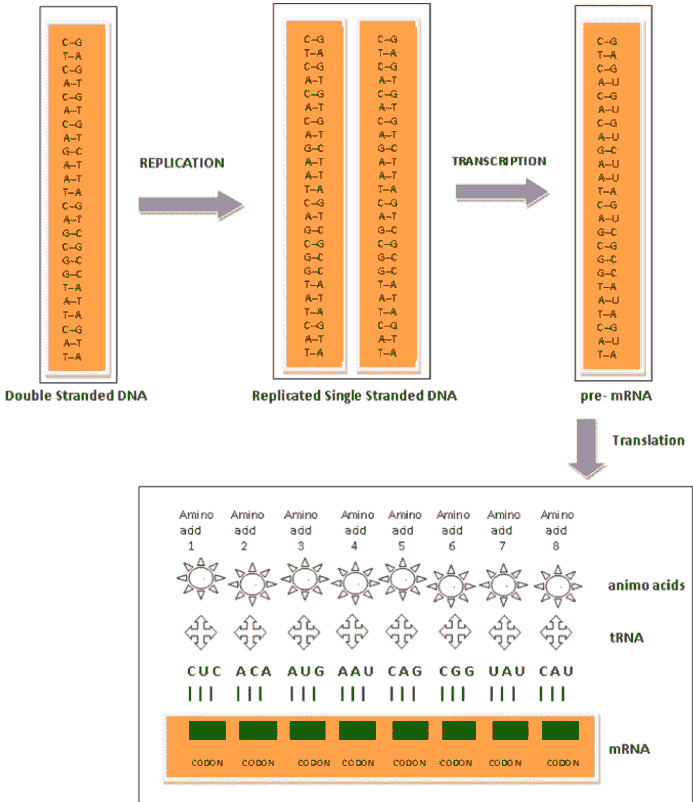 C–G
T–A
C–G
A–T
C–G
A–T
C–G
A–T
G–C
A–T
A–T
T–A
C–G
A–T
G–C
C–G
G–C
G–C
T–A
A–T
A–T
C–G
A–T
T–A
Double Stranded DNA
REPLICATION
C–G
T–A
C–G
A–T
C–G
A–T
C–G
A–T
G–C
A–T
A–T
T–A
C–G
A–T
G–C
C–G
G–C
G–C
T–A
A–T
T–A
C–G
A–T
T–A
C–G
T–A
C–G
A–T
C–G
A–T
C–G
A–T
G–C
A–T
A–T
T–A
C–G
A–T
G–C
C–G
G–C
G–C
T–A
A–T
T–A
C–G
A–T
T–A
Replicated Single Stranded DNA
TRANSCRIPTION
C–G
T–A
C–G
A–U
C–G
A–U
C–G
A–U
G–C
A–U
A–U
T–A
C–G
A–U
G–C
C–G
G–C
G–C
T–A
A–U
T–A
C–G
A–U
T–A
pre- mRNA
Translation
Amino Amino Amino Amino Amino Amino Amino Amino
acid acid acid acid acid acid acid acid
1 2 3 4 5 6 7 8
animo acids
tRNA
CUC ACA AUG AAU CAG CGG UAU CAU
mRNA
CODON CODON CODON CODON CODON CODON CODON CODON